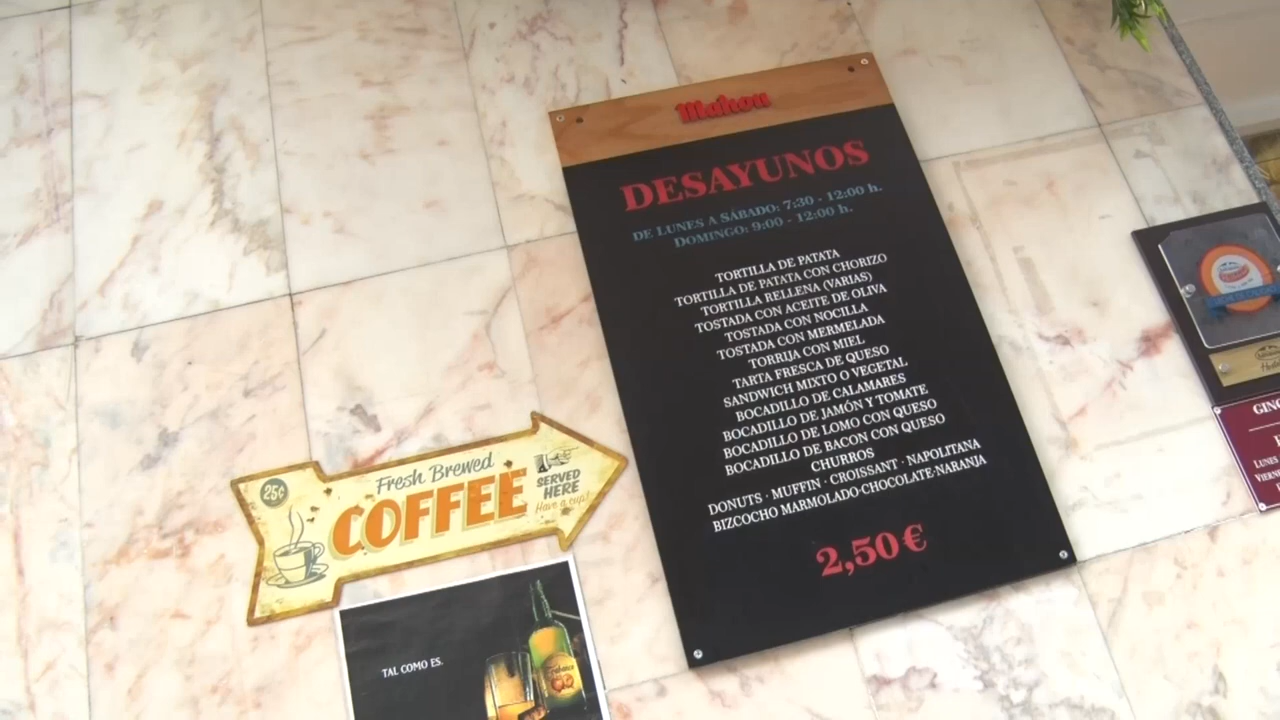 Mahou
DESAYUNOS
DE LUNES A SÁBADO: 7:30 - 12:00 h.
DOMINGO: 9:00 - 12:00 h.
TORTILLA DE PATATA
TORTILLA DE PATATA CON CHORIZO
TORTILLA RELLENA (VARIAS)
TOSTADA CON ACEITE DE OLIVA
TOSTADA CON NOCILLA
TOSTADA CON MERMELADA
TORRIJA CON MIEL
TARTA FRESCA DE QUESO
SANDWICH MIXTO O VEGETAL
BOCADILLO DE CALAMARES
BOCADILLO DE JAMÓN Y TOMATE
BOCADILLO DE LOMO CON QUESO
BOCADILLO DE BACON CON QUESO
CHURROS
DONUTS · MUFFIN · CROISSANT · NAPOLITANA
BIZCOCHO MARMOLADO·CHOCOLATE·NARANJA
2,50 €
25¢
Fresh Brewed
COFFEE
SERVED
HERE
Have a cup!
TAL COMO ES.
LUNES